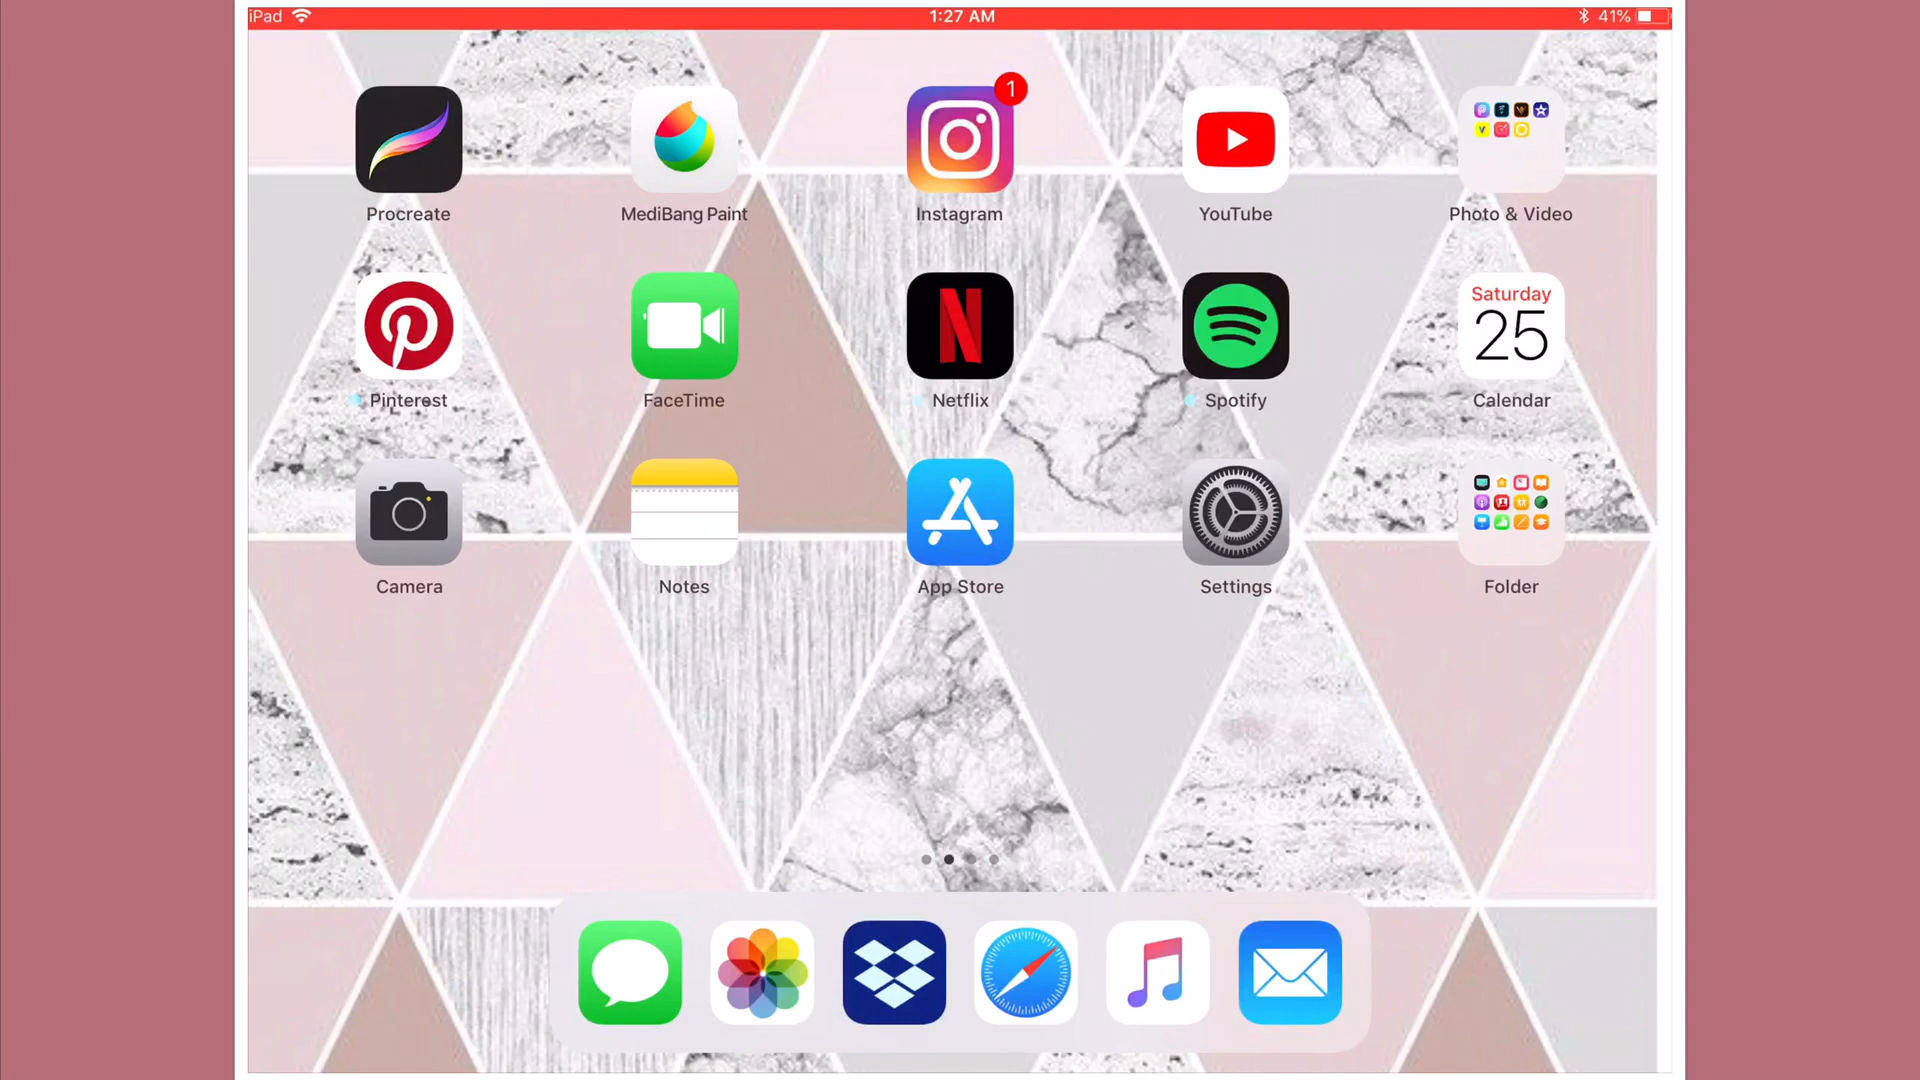 iPad 1:27 AM 41%
1
Procreate MediBang Paint Instagram YouTube Photo & Video
Saturday
25
Pinterest FaceTime Netflix Spotify Calendar
Camera Notes App Store Settings Folder